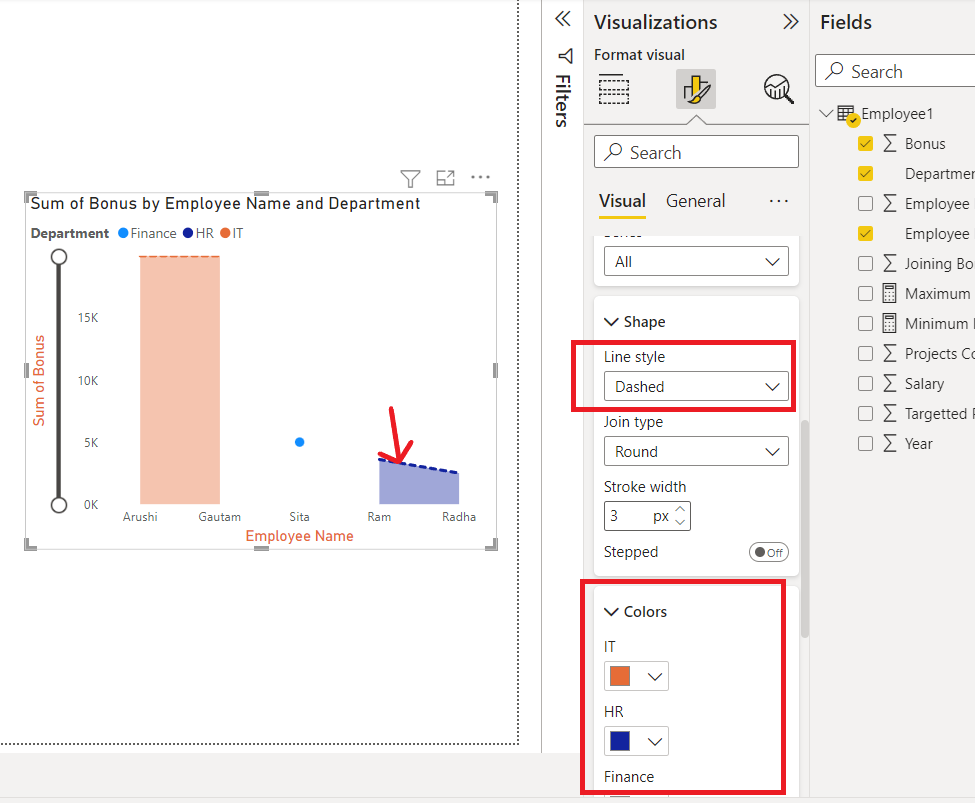 Visualizations
Fields
Format visual
Filters
Search
Search
Employee1
Bonus
Employee
Employee
Joining Bo
Maximum
Minimum
Projects Co
Salary
Targetted
Year
Visual
General
All
Shape
Line style
Dashed
Join type
Round
Stroke width
3 px
Stepped
Off
Colors
IT
HR
Finance
Sum of Bonus by Employee Name and Department
Department Finance HR IT
Sum of Bonus
15K
10K
5K
0K
Arushi Gautam Sita Ram Radha
Employee Name